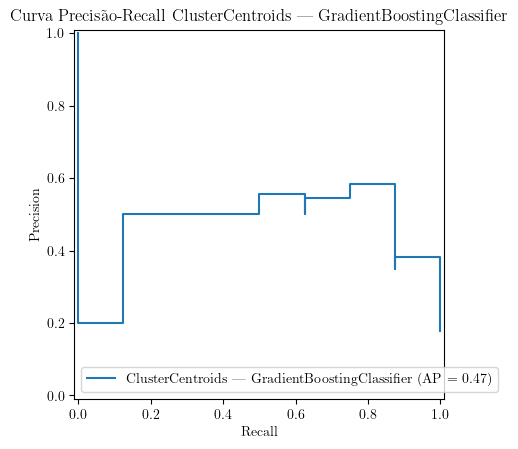 Curva Precisão-Recall ClusterCentroids — GradientBoostingClassifier
1.0
0.8
0.6
0.4
0.2
0.0
Precision
ClusterCentroids — GradientBoostingClassifier (AP = 0.47)
0.0 0.2 0.4 0.6 0.8 1.0
Recall